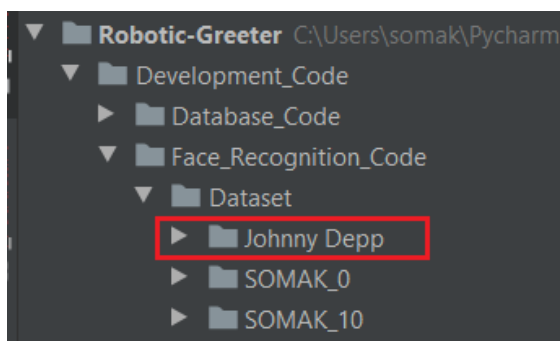 Robotic-Greeter C:\Users\somak\Pycharm
Development_Code
Database_Code
Face_Recognition_Code
Dataset
Johnny Depp
SOMAK_0
SOMAK_10